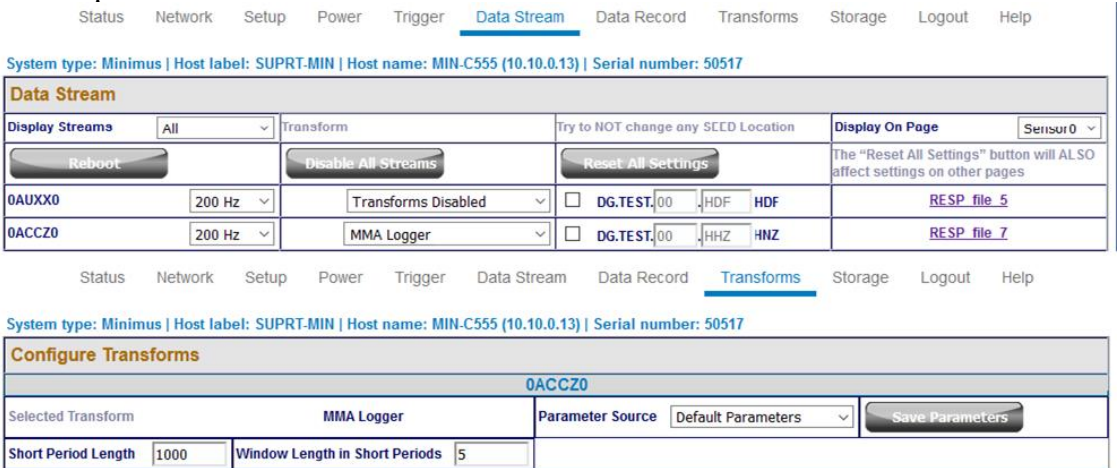 Status Network Setup Power Trigger Data Stream Data Record Transforms Storage Logout Help
System type: Minimus | Host label: SUPRT-MIN | Host name: MIN-C555 (10.10.0.13) | Serial number: 50517
Data Stream
Display Streams All Transform Try to NOT change any SEED Location Display On Page Sensor0
Reboot Disable All Streams Reset All Settings The “Reset All Settings” button will ALSO
affect settings on other pages
0AUXX0 200 Hz Transforms Disabled DG.TEST. 00 . HDF HDF RESP_file_5
0ACCZ0 200 Hz MMA Logger DG.TEST. 00 . HHZ HNZ RESP_file_7
Status Network Setup Power Trigger Data Stream Data Record Transforms Storage Logout Help
System type: Minimus | Host label: SUPRT-MIN | Host name: MIN-C555 (10.10.0.13) | Serial number: 50517
Configure Transforms
0ACCZ0
Selected Transform MMA Logger Parameter Source Default Parameters Save Parameters
Short Period Length 1000 Window Length in Short Periods 5